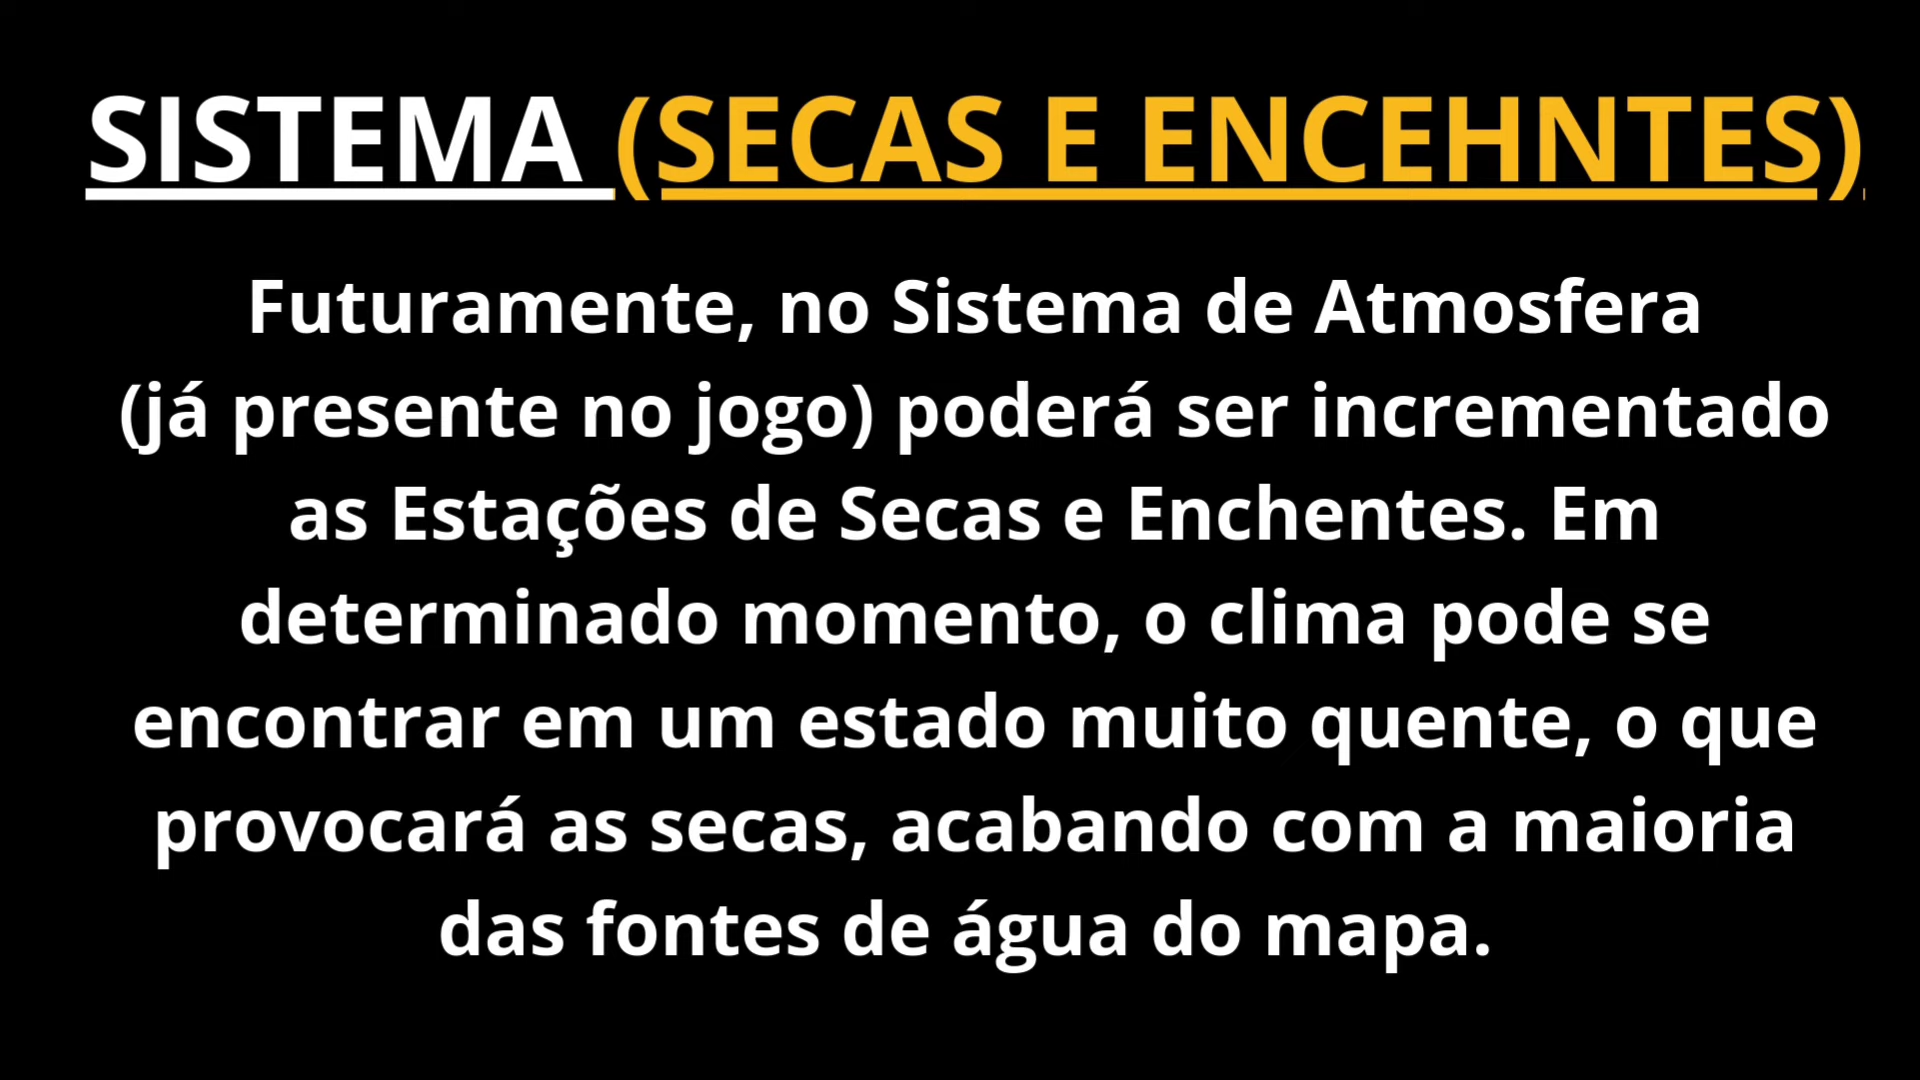 SISTEMA (SECAS E ENCEHNTES)
Futuramente, no Sistema de Atmosfera
(já presente no jogo) poderá ser incrementado
as Estações de Secas e Enchentes. Em
determinado momento, o clima pode se
encontrar em um estado muito quente, o que
provocará as secas, acabando com a maioria
das fontes de água do mapa.